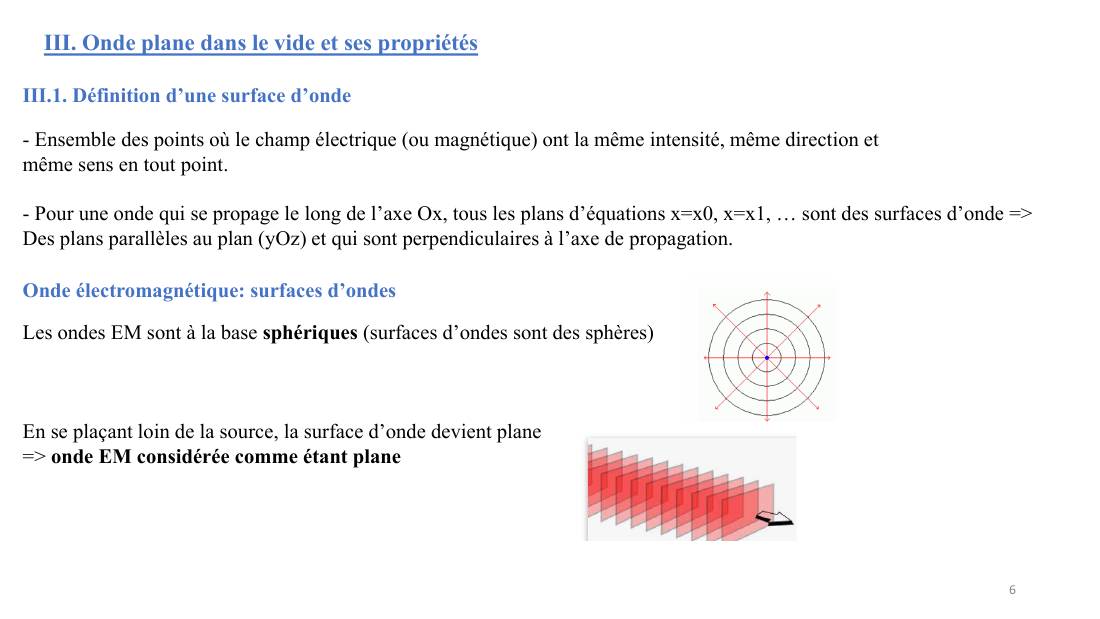 III. Onde plane dans le vide et ses propriétés
III.1. Définition d’une surface d’onde
- Ensemble des points où le champ électrique (ou magnétique) ont la même intensité, même direction et
même sens en tout point.
- Pour une onde qui se propage le long de l’axe Ox, tous les plans d’équations x=x0, x=x1, … sont des surfaces d’onde =>
Des plans parallèles au plan (yOz) et qui sont perpendiculaires à l’axe de propagation.
Onde électromagnétique: surfaces d’ondes
Les ondes EM sont à la base sphériques (surfaces d’ondes sont des sphères)
En se plaçant loin de la source, la surface d’onde devient plane
=> onde EM considérée comme étant plane
6